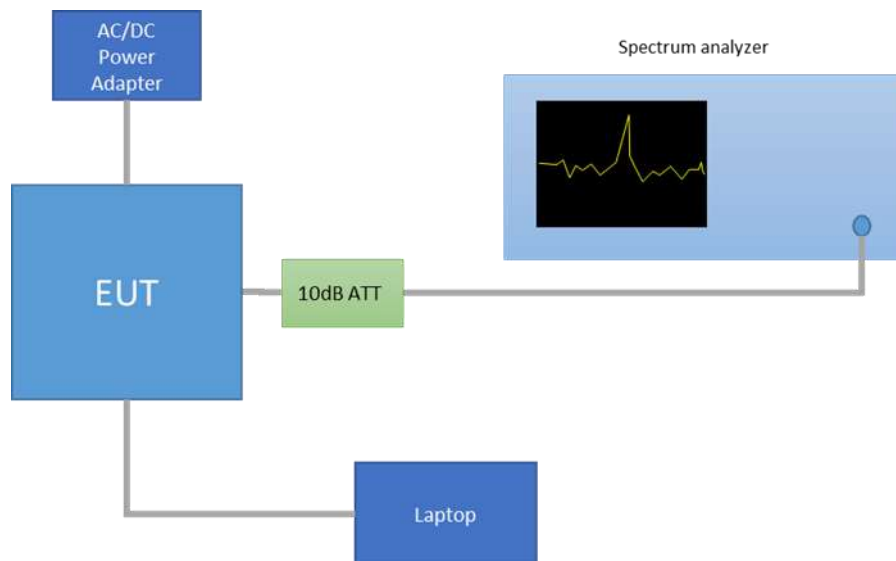 AC/DC
Power
Adapter
Spectrum analyzer
EUT
10dB ATT
Laptop